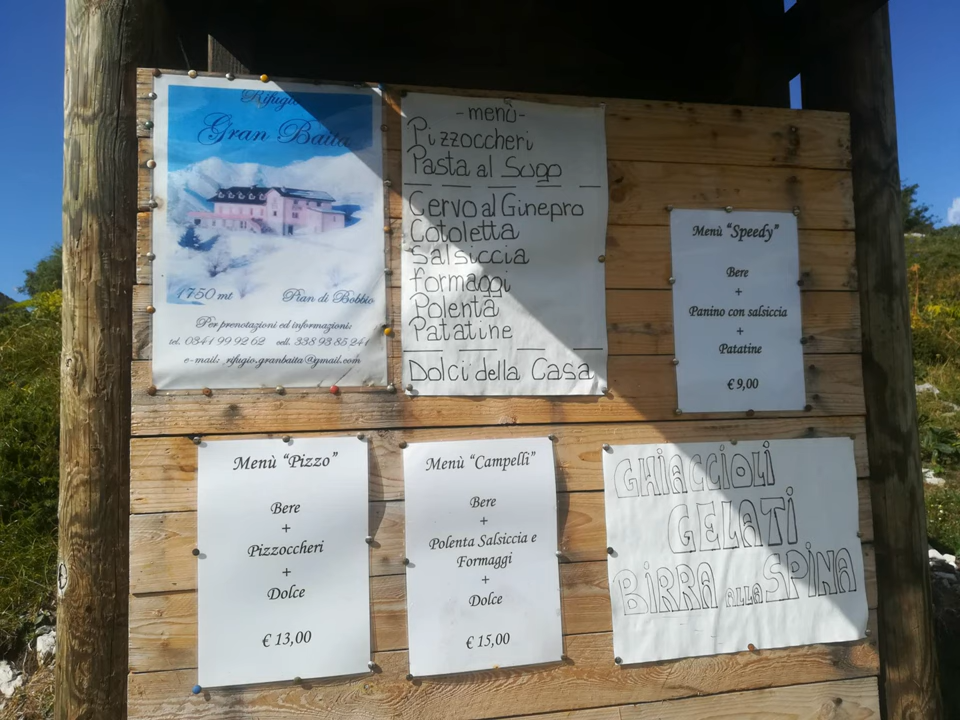 Rifugio
Gran Baita
1750 mt
Pian di Bobbio
Per prenotazioni ed informazioni:
tel. 0341 99 62 62 cell. 338 93 85 241
e-mail: rifugio.granbaita@gmail.com
-menù-
Pizzoccheri
Pasta al Sugo
Cervo al Ginepro
Cotoletta
Salsiccia
formaggi
Polenta
Patatine
Dolci della Casa
Menù "Speedy"
Bere
+
Panino con salsiccia
+
Patatine
€ 9,00
Menù "Pizzo"
Bere
+
Pizzoccheri
+
Dolce
€ 13,00
Menù "Campelli"
Bere
+
Polenta Salsiccia e
Formaggi
+
Dolce
€ 15,00
GHIACCIOLI
GELATI
BIRRA ALLA SPINA